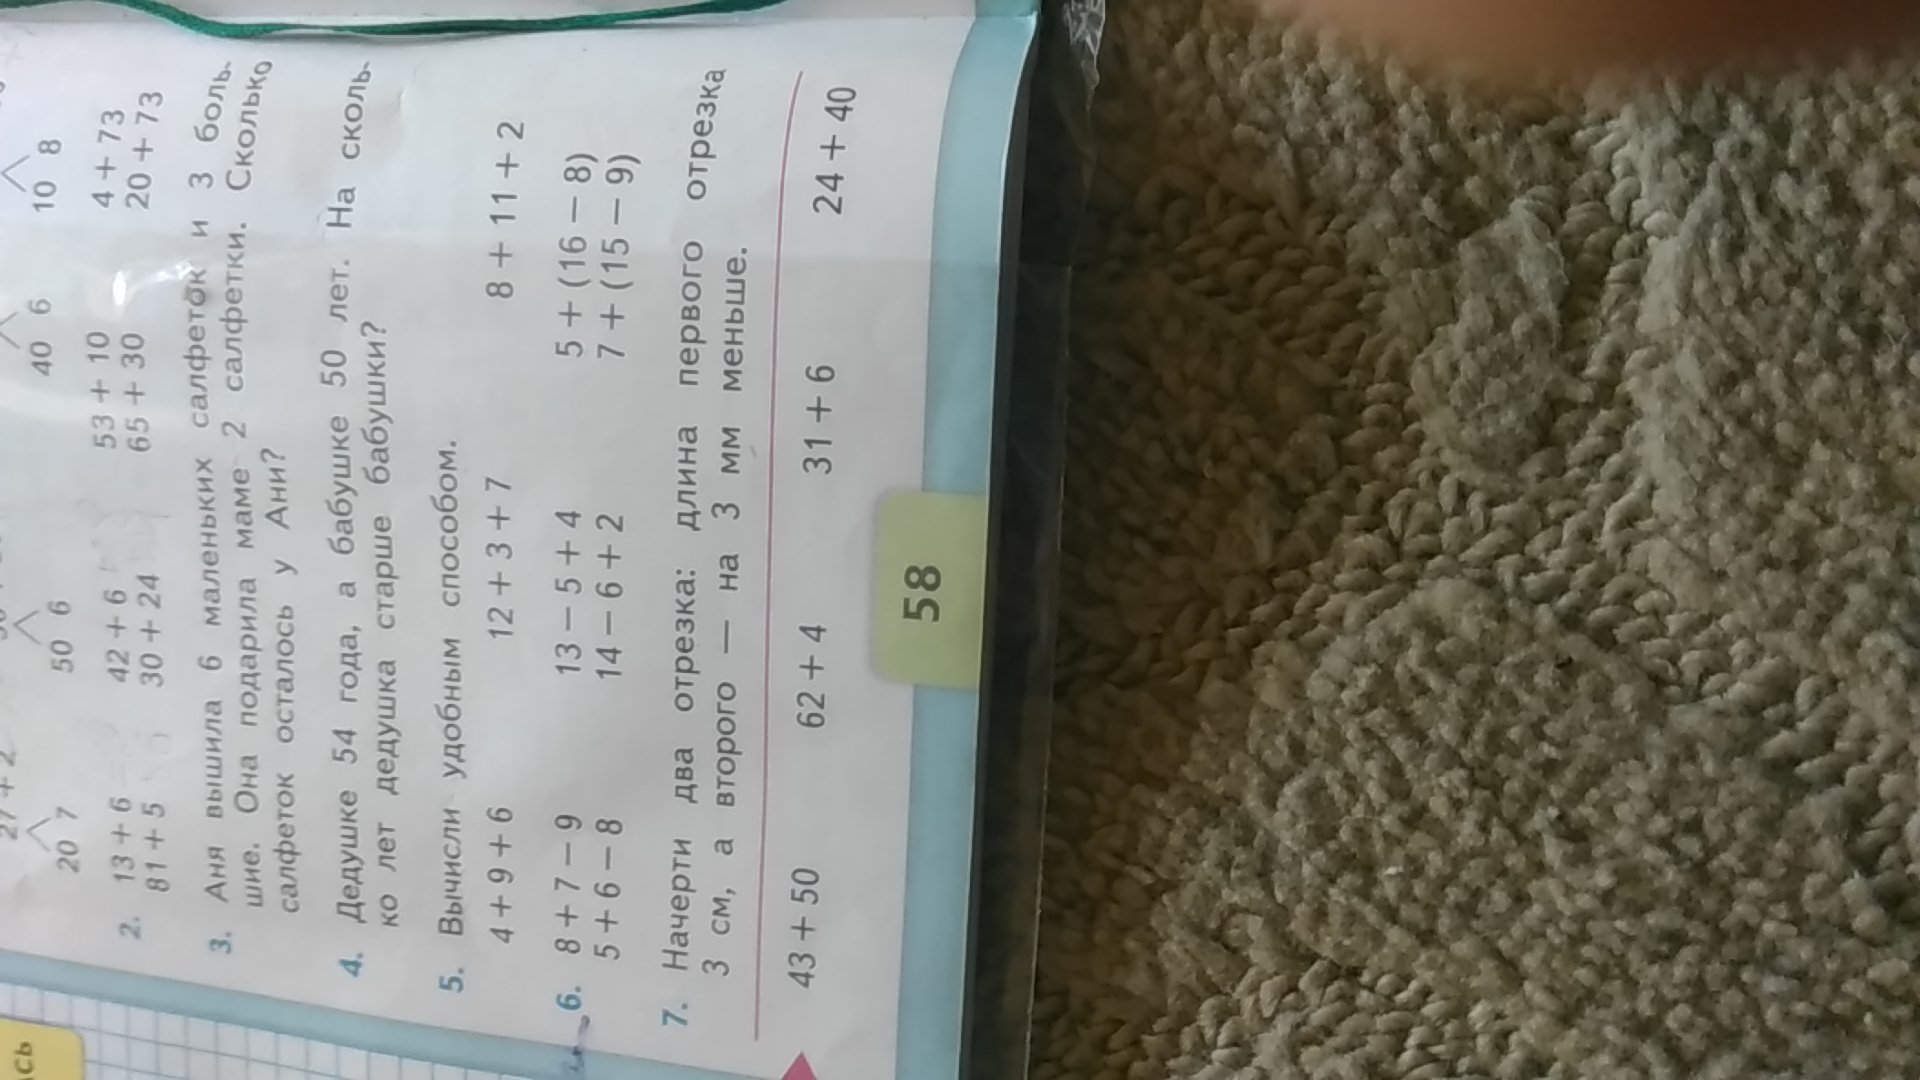 27 + 2
20 7 50 6 40 6 10 8
2. 13 + 6 42 + 6 53 + 10 4 + 73
81 + 5 30 + 24 65 + 30 20 + 73
3. Аня вышила 6 маленьких салфеток и 3 боль-
шие. Она подарила маме 2 салфетки. Сколько
салфеток осталось у Ани?
4. Дедушке 54 года, а бабушке 50 лет. На сколь-
ко лет дедушка старше бабушки?
5. Вычисли удобным способом.
4 + 9 + 6 12 + 3 + 7 8 + 11 + 2
6. 8 + 7 − 9 13 − 5 + 4 5 + (16 − 8)
5 + 6 − 8 14 − 6 + 2 7 + (15 − 9)
7. Начерти два отрезка: длина первого отрезка
3 см, а второго — на 3 мм меньше.
43 + 50 62 + 4 31 + 6 24 + 40
58